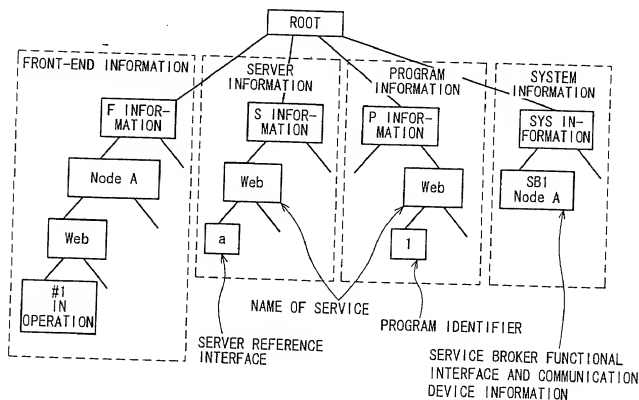 ROOT
FRONT-END INFORMATION
SERVER
INFORMATION
PROGRAM
INFORMATION
SYSTEM
INFORMATION
F INFOR-
MATION
S INFOR-
MATION
P INFOR-
MATION
SYS IN-
FORMATION
Node A
Web
Web
SB1
Node A
Web
a
1
#1
IN
OPERATION
NAME OF SERVICE
SERVER REFERENCE
INTERFACE
PROGRAM IDENTIFIER
SERVICE BROKER FUNCTIONAL
INTERFACE AND COMMUNICATION
DEVICE INFORMATION